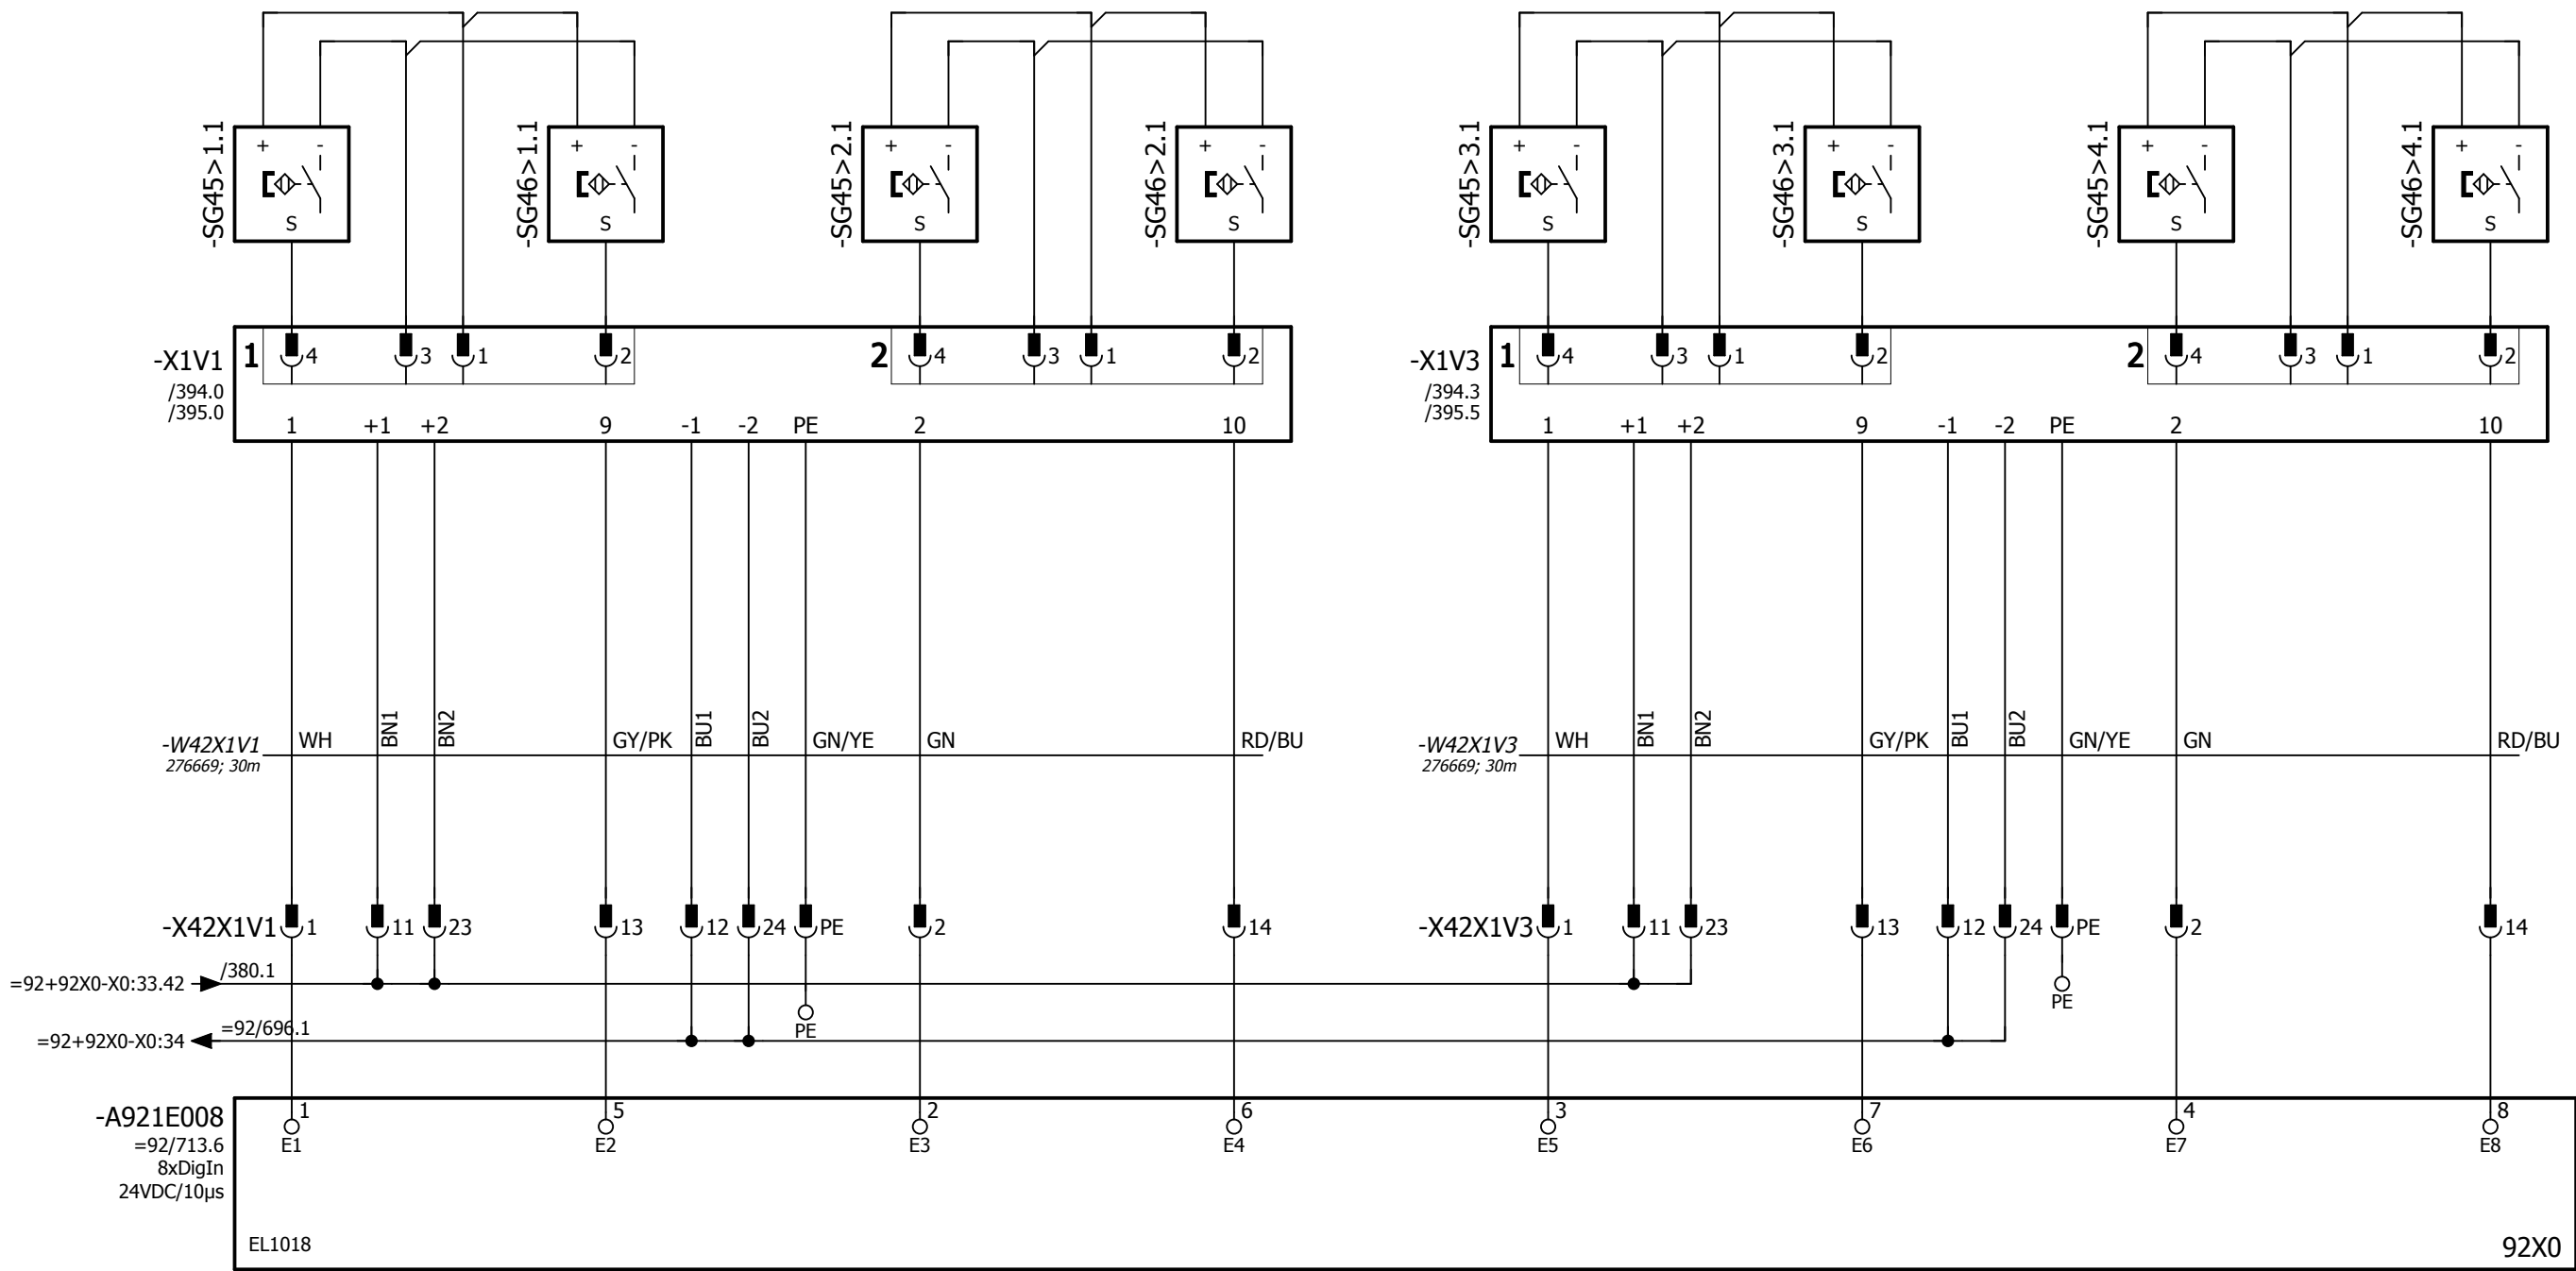 -SG45>1.1
+ -
S
-SG46>1.1
+ -
S
-SG45>2.1
+ -
S
-SG46>2.1
+ -
S
-SG45>3.1
+ -
S
-SG46>3.1
+ -
S
-SG45>4.1
+ -
S
-SG46>4.1
+ -
S
-X1V1
/394.0
/395.0
1 4 3 1 2
2 4 3 1 2
1 +1 +2 9 -1 -2 PE 2 10
-X1V3
/394.3
/395.5
1 4 3 1 2
2 4 3 1 2
1 +1 +2 9 -1 -2 PE 2 10
-W42X1V1
276669; 30m
WH BN1 BN2 GY/PK BU1 BU2 GN/YE GN RD/BU
-W42X1V3
276669; 30m
WH BN1 BN2 GY/PK BU1 BU2 GN/YE GN RD/BU
-X42X1V1 1 11 23 13 12 24 PE 2 14
-X42X1V3 1 11 23 13 12 24 PE 2 14
=92+92X0-X0:33.42 /380.1
PE
PE
=92+92X0-X0:34 =92/696.1
-A921E008
=92/713.6
8xDigIn
24VDC/10µs
1 5 2 6 3 7 4 8
E1 E2 E3 E4 E5 E6 E7 E8
EL1018
92X0